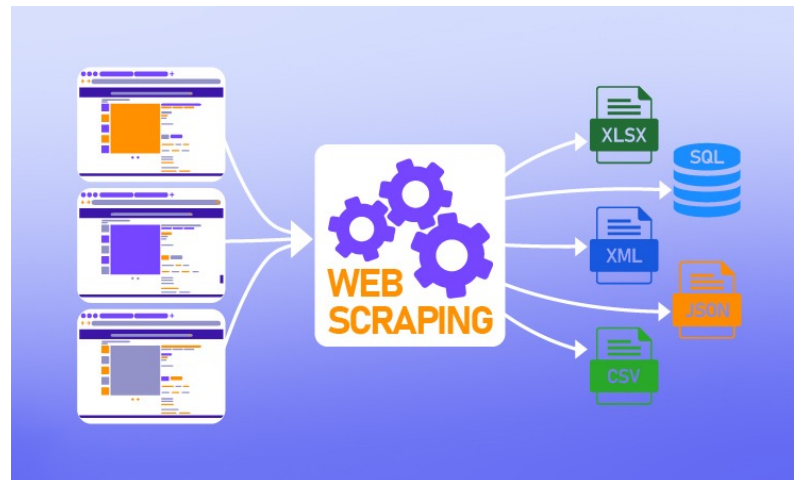 WEB
SCRAPING
XLSX
SQL
XML
JSON
CSV